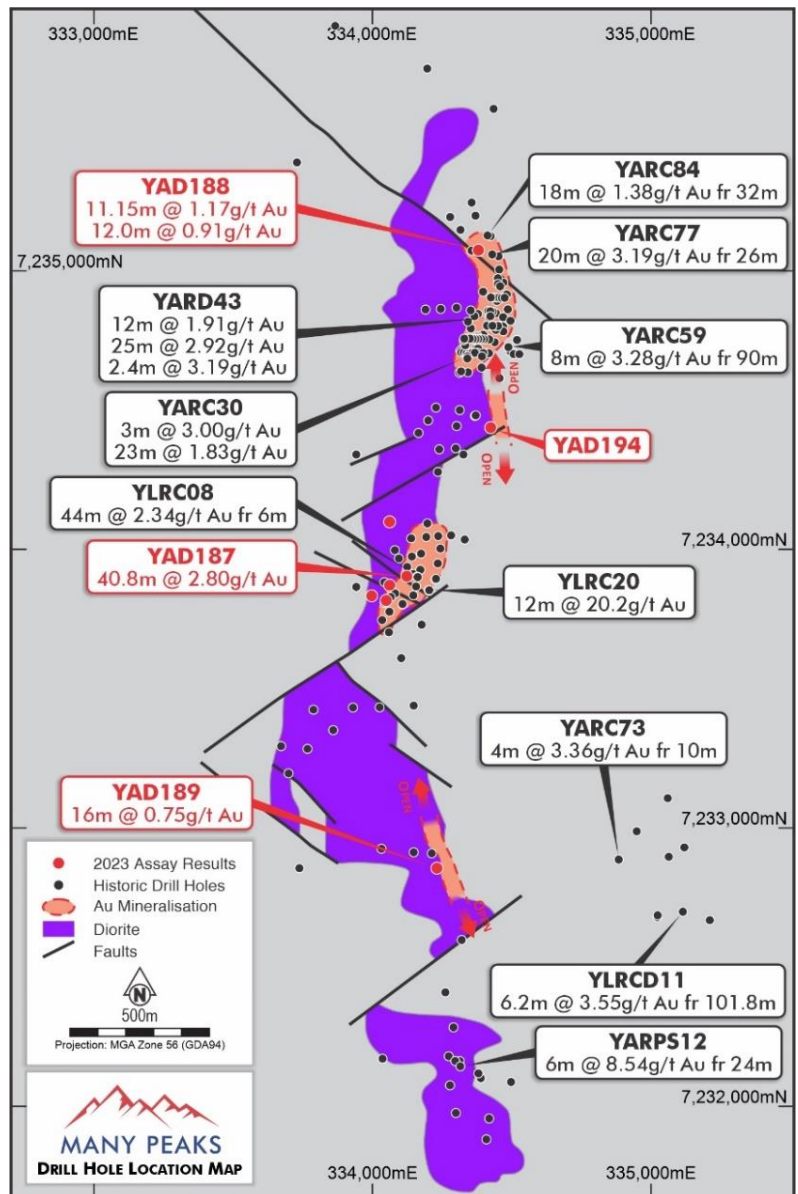 333,000mE
334,000mE
335,000mE
YAD188
11.15m @ 1.17g/t Au
12.0m @ 0.91g/t Au
YARC84
18m @ 1.38g/t Au fr 32m
YARC77
20m @ 3.19g/t Au fr 26m
7,235,000mN
YARD43
12m @ 1.91g/t Au
25m @ 2.92g/t Au
2.4m @ 3.19g/t Au
YARC59
8m @ 3.28g/t Au fr 90m
OPEN
YARC30
3m @ 3.00g/t Au
23m @ 1.83g/t Au
YAD194
OPEN
YLRC08
44m @ 2.34g/t Au fr 6m
7,234,000mN
YAD187
40.8m @ 2.80g/t Au
YLRC20
12m @ 20.2g/t Au
YARC73
4m @ 3.36g/t Au fr 10m
YAD189
16m @ 0.75g/t Au
OPEN
7,233,000mN
2023 Assay Results
Historic Drill Holes
Au Mineralisation
Diorite
Faults
N
500m
Projection: MGA Zone 56 (GDA94)
OPEN
YLRCD11
6.2m @ 3.55g/t Au fr 101.8m
YARPS12
6m @ 8.54g/t Au fr 24m
7,232,000mN
MANY PEAKS
DRILL HOLE LOCATION MAP
334,000mE
335,000mE